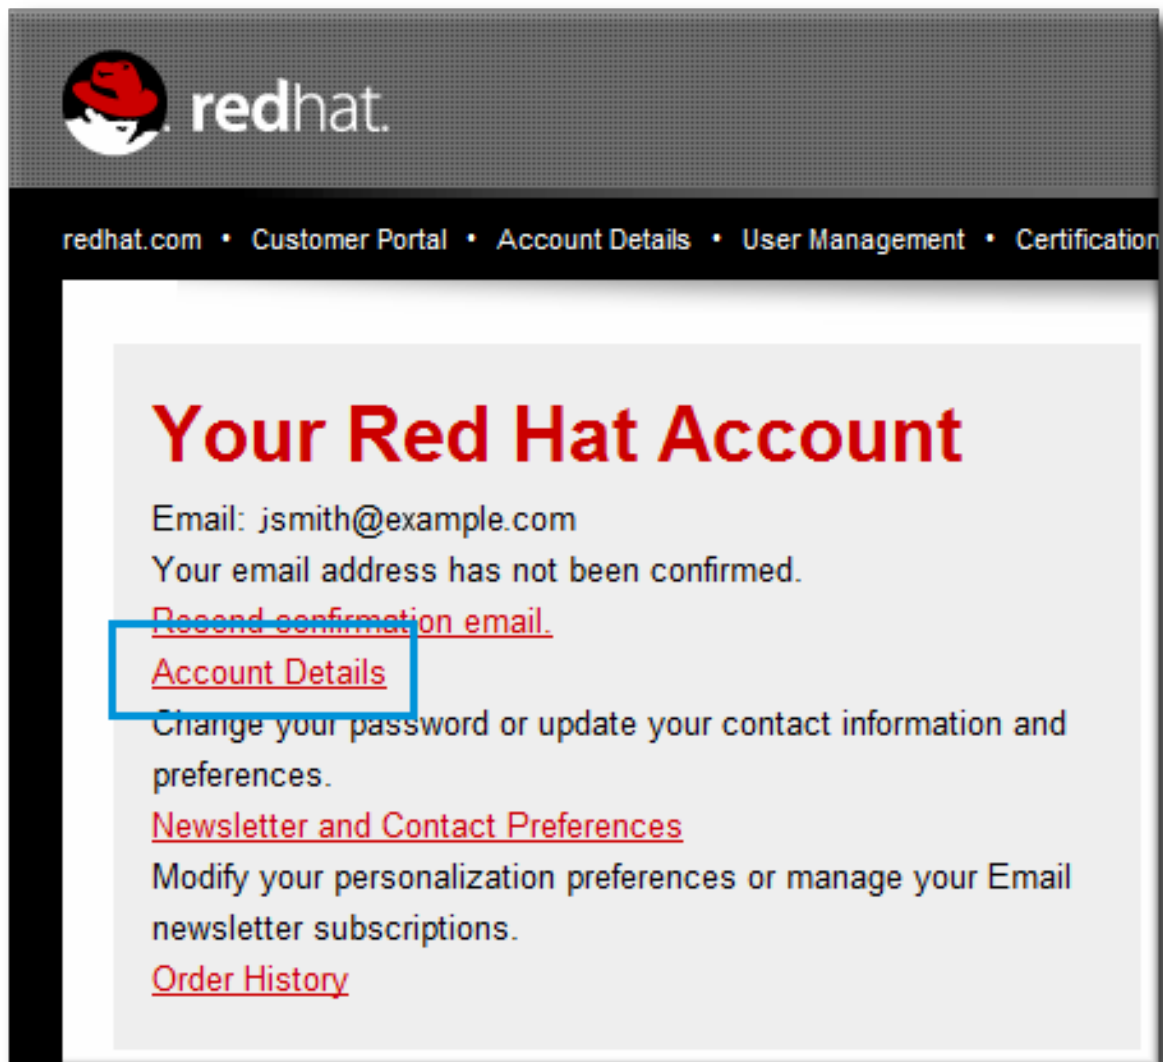 redhat.
redhat.com • Customer Portal • Account Details • User Management • Certification
Your Red Hat Account
Email: jsmith@example.com
Your email address has not been confirmed.
Resend confirmation email.
Account Details
Change your password or update your contact information and
preferences.
Newsletter and Contact Preferences
Modify your personalization preferences or manage your Email
newsletter subscriptions.
Order History